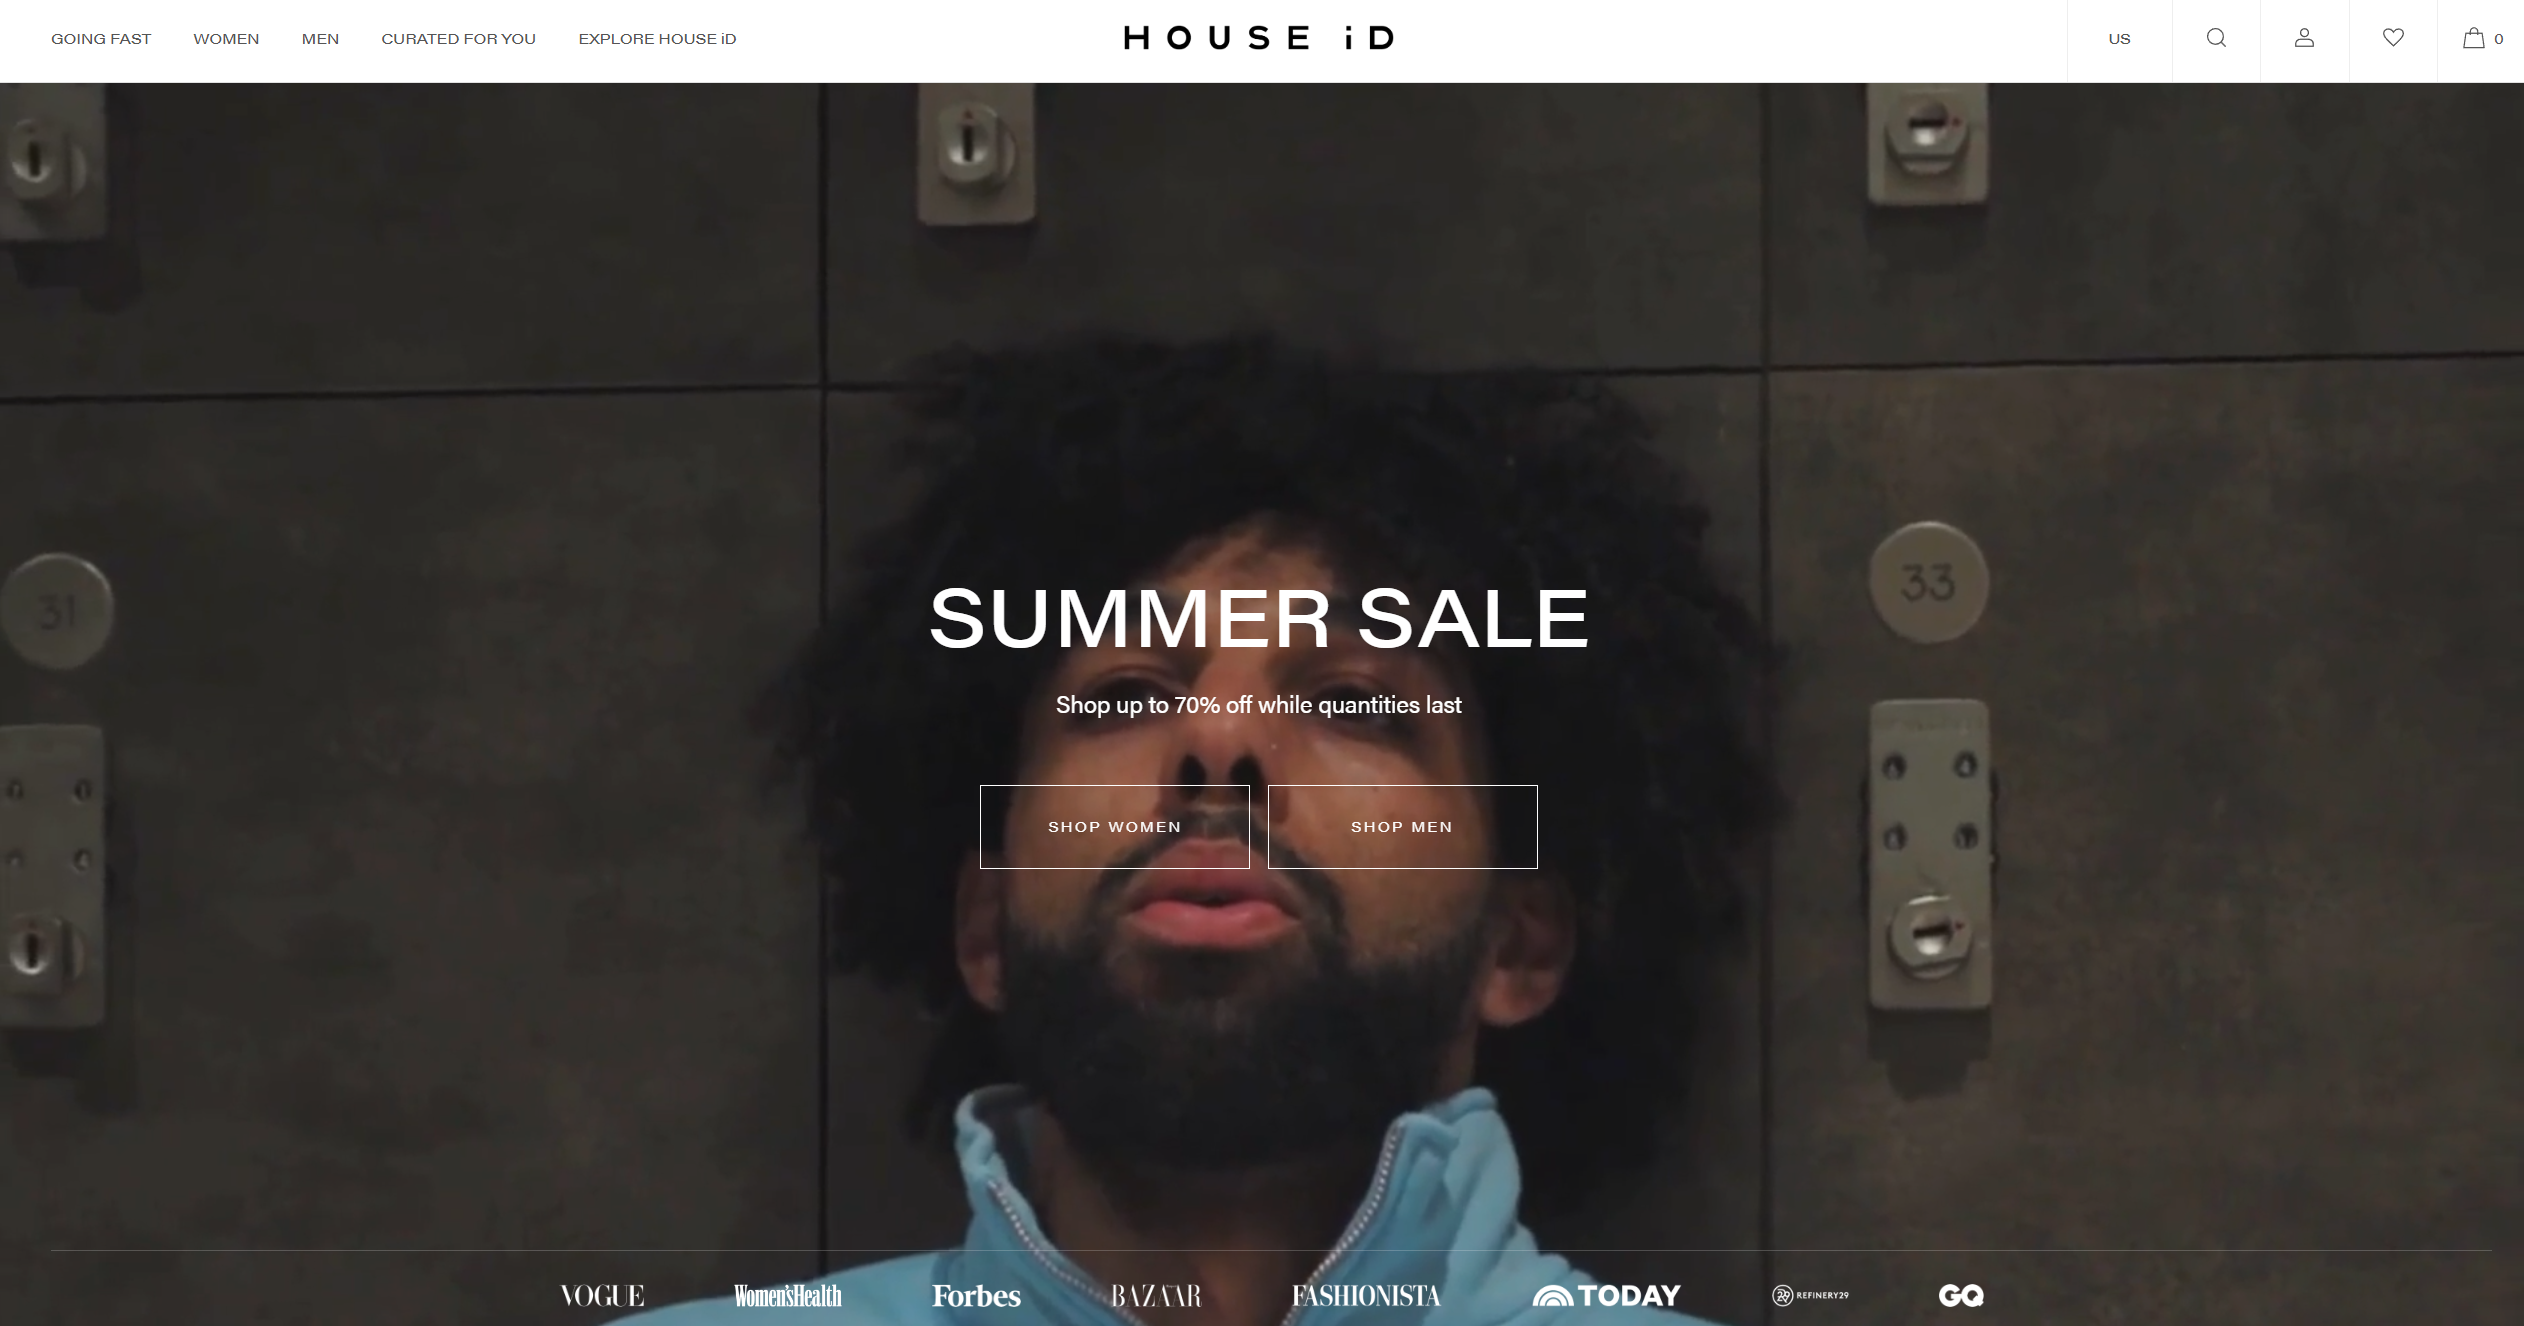 GOING FAST WOMEN MEN CURATED FOR YOU EXPLORE HOUSE iD
HOUSE iD
US 0
31
33
SUMMER SALE
Shop up to 70% off while quantities last
SHOP WOMEN SHOP MEN
VOGUE Women'sHealth Forbes BAZAAR FASHIONISTA TODAY 29 REFINERY29 GQ